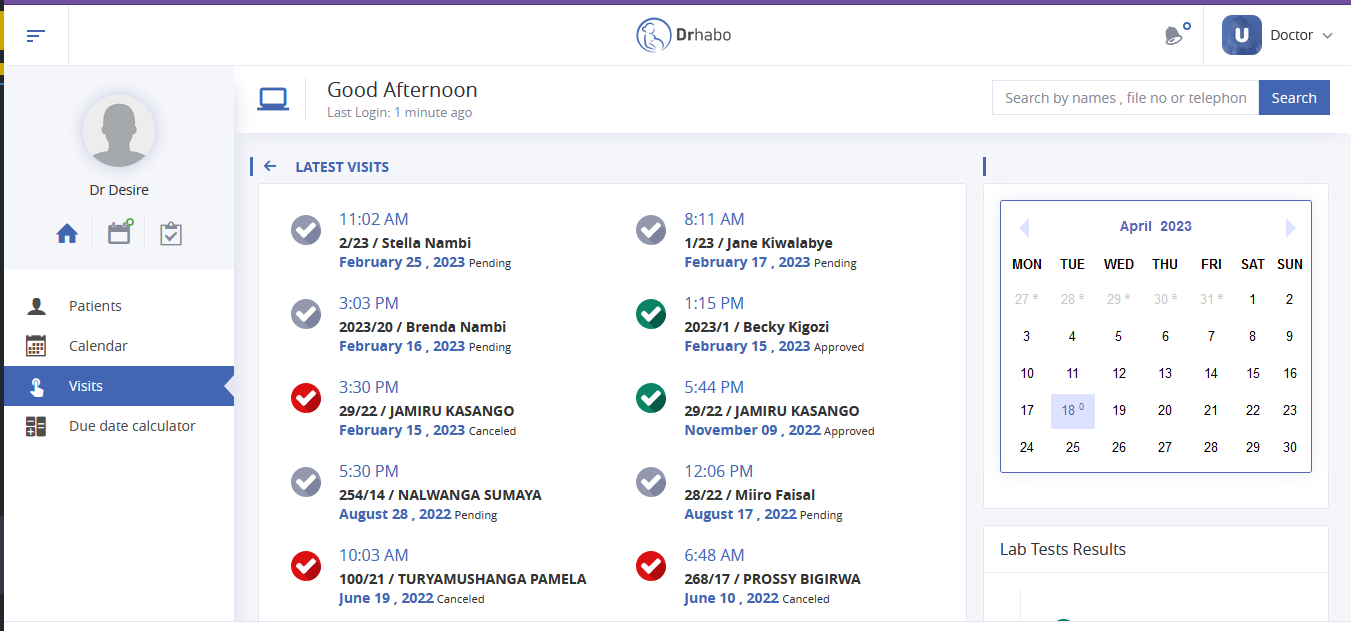 Drhabo
U
Doctor
Good Afternoon
Last Login: 1 minute ago
Search by names , file no or telephon
Search
Dr Desire
Patients
Calendar
Visits
Due date calculator
LATEST VISITS
11:02 AM
2/23 / Stella Nambi
February 25 , 2023 Pending
8:11 AM
1/23 / Jane Kiwalabye
February 17 , 2023 Pending
3:03 PM
2023/20 / Brenda Nambi
February 16 , 2023 Pending
1:15 PM
2023/1 / Becky Kigozi
February 15 , 2023 Approved
3:30 PM
29/22 / JAMIRU KASANGO
February 15 , 2023 Canceled
5:44 PM
29/22 / JAMIRU KASANGO
November 09 , 2022 Approved
5:30 PM
254/14 / NALWANGA SUMAYA
August 28 , 2022 Pending
12:06 PM
28/22 / Miiro Faisal
August 17 , 2022 Pending
10:03 AM
100/21 / TURYAMUSHANGA PAMELA
June 19 , 2022 Canceled
6:48 AM
268/17 / PROSSY BIGIRWA
June 10 , 2022 Canceled
April 2023
MON TUE WED THU FRI SAT SUN
27 e 28 e 29 e 30 e 31 e 1 2
3 4 5 6 7 8 9
10 11 12 13 14 15 16
17 18 0 19 20 21 22 23
24 25 26 27 28 29 30
Lab Tests Results